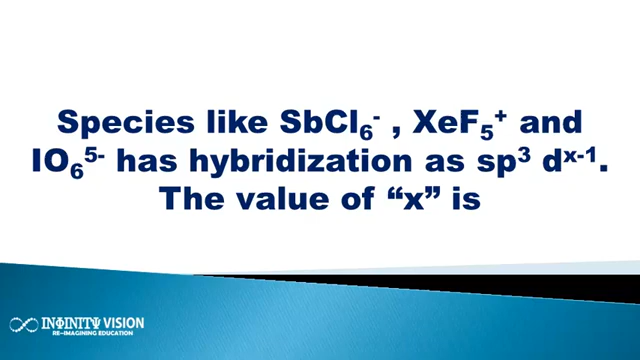 Species like SbCl₆⁻ , XeF₅⁺ and
IO₆⁵⁻ has hybridization as sp³ dˣ⁻¹.
The value of “x” is
INFINITY VISION
RE-IMAGINING EDUCATION